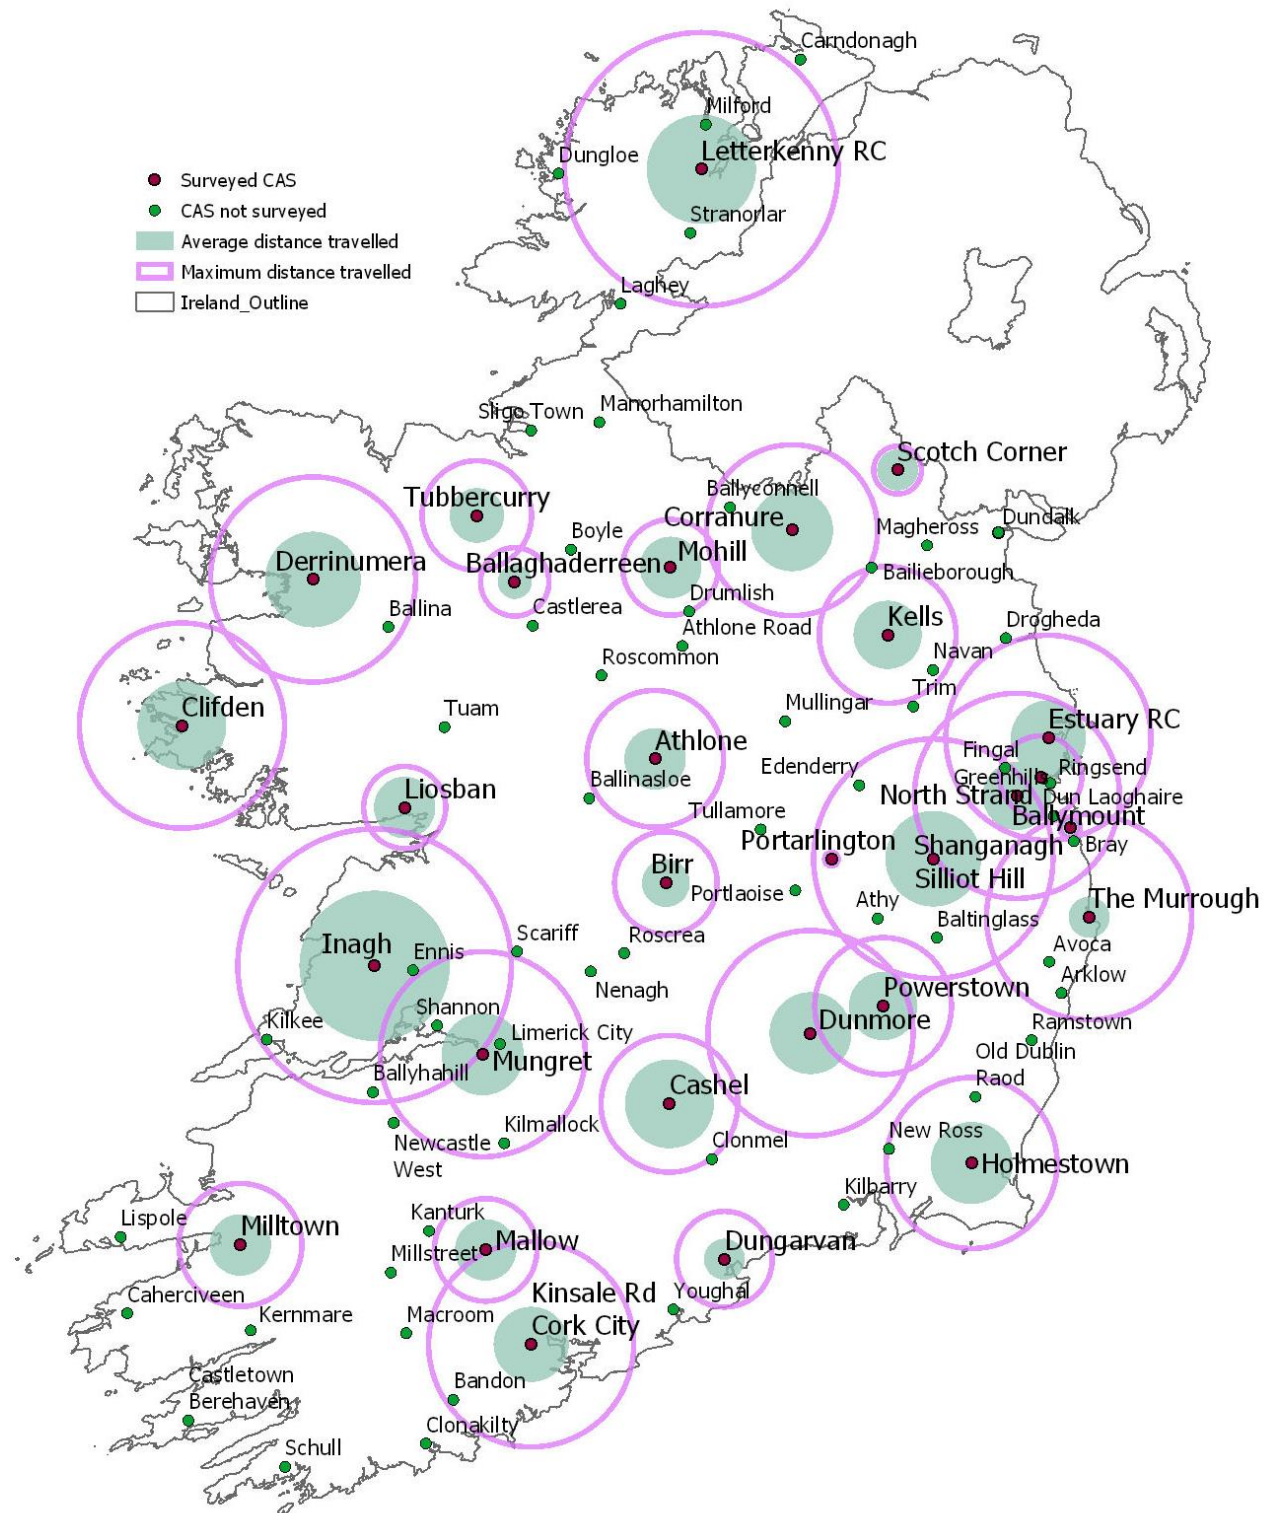 Carndonagh
Milford
Letterkenny RC
Dungloe
Surveyed CAS
CAS not surveyed
Average distance travelled
Maximum distance travelled
Ireland_Outline
Stranorlar
Laghey
Manorhamilton
Sligo Town
Scotch Corner
Tubbercurry
Ballyconnell
Corranure
Magheross
Dundalk
Boyle
Mohill
Derrinumera
Ballaghaderreen
Bailieborough
Ballina
Castlerea
Drumlish
Kells
Drogheda
Athlone Road
Roscommon
Navan
Trim
Clifden
Tuam
Mullingar
Estuary RC
Athlone
Fingal
Edenderry
Ringsend
Ballinasloe
Greenhills
Liosban
North Strand
Dun Laoghaire
Tullamore
Ballymount
Portarlington
Shanganagh
Bray
Birr
Silliot Hill
Portlaoise
The Murrough
Athy
Baltinglass
Inagh
Ennis
Scariff
Roscrea
Avoca
Arklow
Nenagh
Powerstown
Shannon
Dunmore
Kilkee
Limerick City
Ramstown
Mungret
Old Dublin
Raod
Ballyhahill
Cashel
Newcastle
West
Kilmallock
Clonmel
New Ross
Holmestown
Kilbarry
Lispole
Milltown
Kanturk
Mallow
Dungarvan
Millstreet
Caherciveen
Kernmare
Macroom
Kinsale Rd
Cork City
Youghal
Castletown
Berehaven
Bandon
Clonakilty
Schull